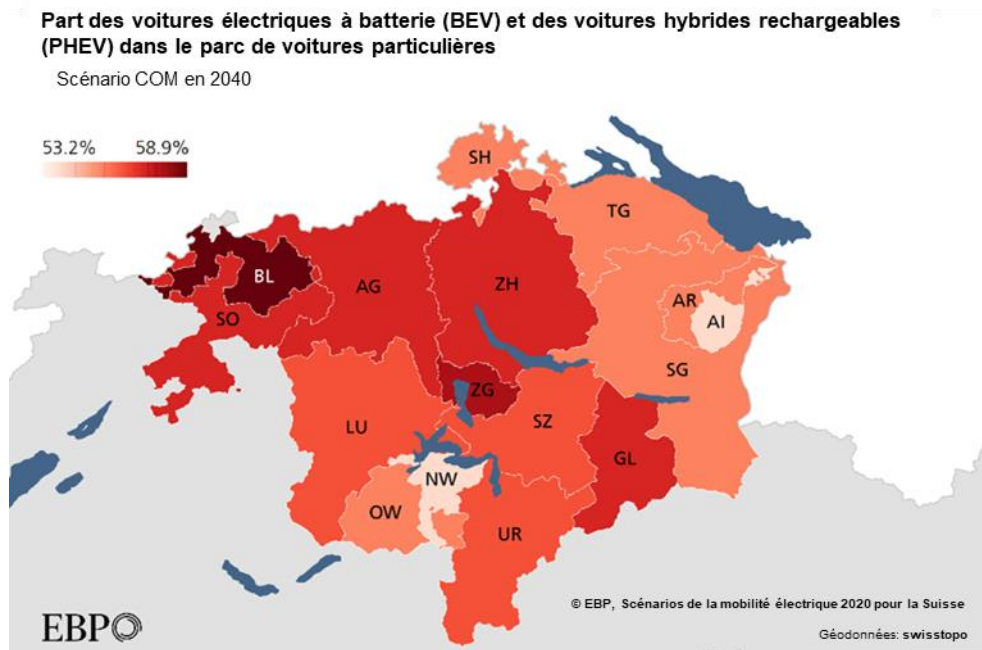 Part des voitures électriques à batterie (BEV) et des voitures hybrides rechargeables
(PHEV) dans le parc de voitures particulières
Scénario COM en 2040
53.2% 58.9%
SH
TG
BL
AG
ZH
AR
AI
SO
SG
ZG
LU
SZ
GL
NW
OW
UR
© EBP, Scénarios de la mobilité électrique 2020 pour la Suisse
EBP
Géodonnées: swisstopo